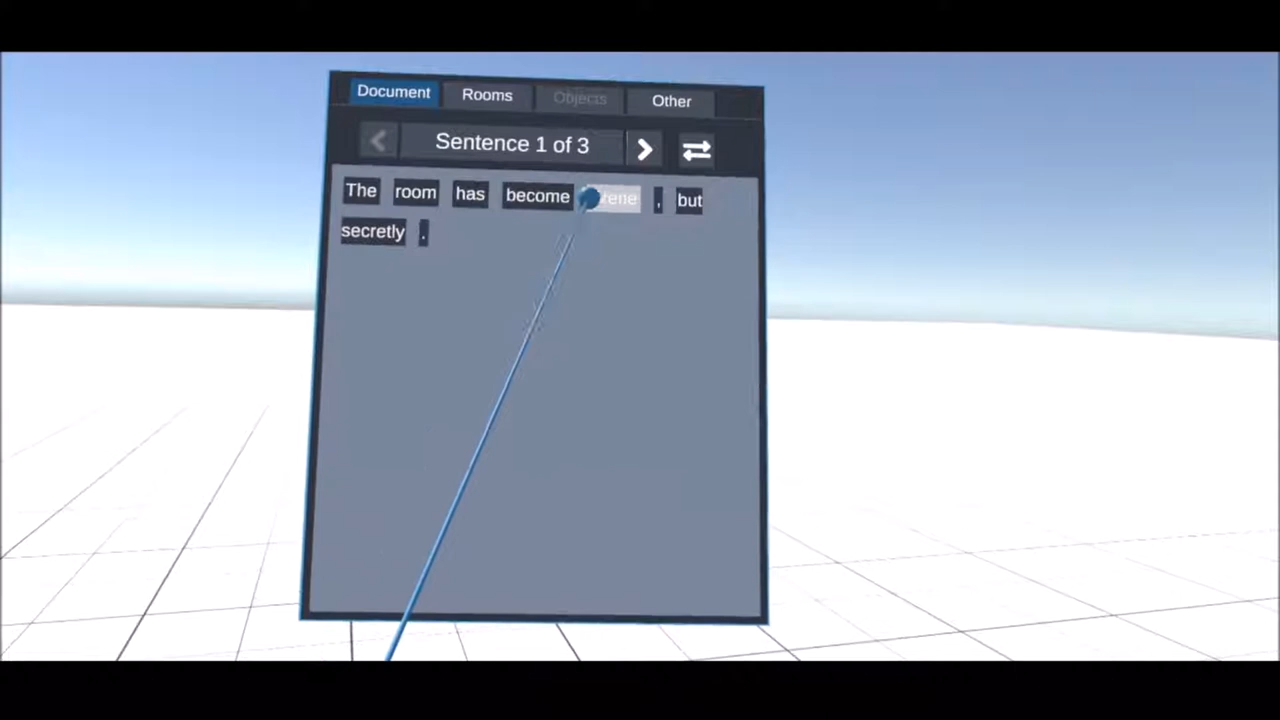 Document Rooms Objects Other
Sentence 1 of 3
The room has become , but
secretly .